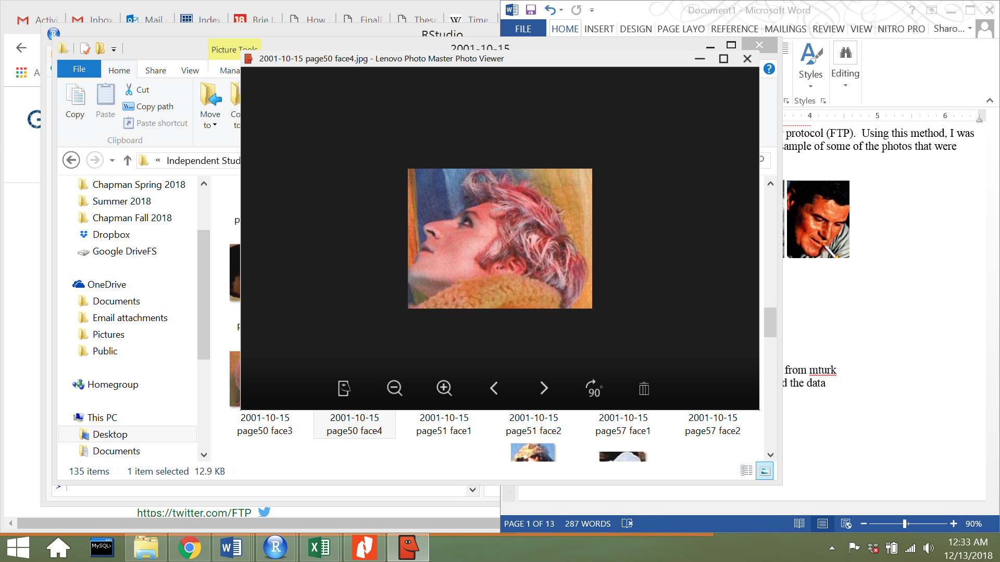 Activi
Inbox
Mail -
Index
18
Brie L
How
FinalF
These
W
Time
RStudio
Document1 - Microsoft Word
?
FILE
HOME
INSERT
DESIGN
PAGE LAYO
REFERENCE
MAILINGS
REVIEW
VIEW
NITRO PRO
Sharo...
Picture Tools
2001-10-15
2001-10-15 page50 face4.jpg - Lenovo Photo Master Photo Viewer
File
Home
Share
View
Mana
?
A
Copy
Paste
Cut
Copy path
Paste shortcut
Move
to
Co
to
Clipboard
Styles
Editing
Styles
4
5
6
Independent Stud
protocol (FTP). Using this method, I was
sample of some of the photos that were
from mturk
d the data
Chapman Spring 2018
Summer 2018
Chapman Fall 2018
Dropbox
Google DriveFS
OneDrive
Documents
Email attachments
Pictures
Public
Homegroup
This PC
Desktop
Documents
p
p
90°
2001-10-15
page50 face3
2001-10-15
page50 face4
2001-10-15
page51 face1
2001-10-15
page51 face2
2001-10-15
page57 face1
2001-10-15
page57 face2
135 items
1 item selected 12.9 KB
>
https://twitter.com/FTP
PAGE 1 OF 13
287 WORDS
90%
MySQL>
W
R
X
12:33 AM
12/13/2018